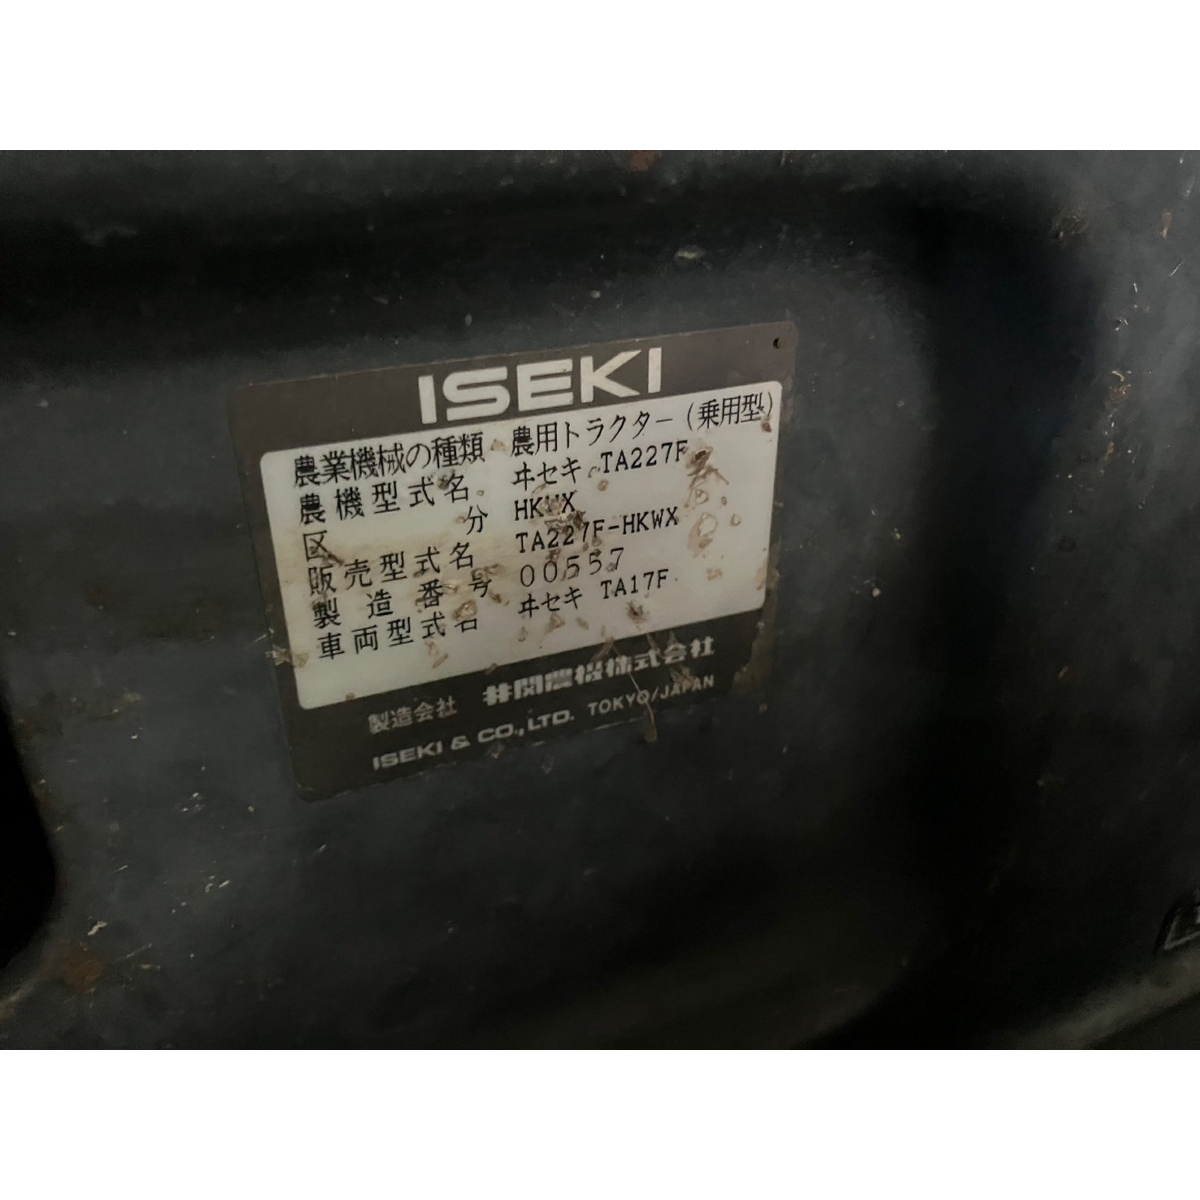 ISEKI
農業機械の種類 農用トラクター(乗用型)
農機型式名 ヰセキ TA227F
区分 HKWX
販売型式名 TA227F-HKWX
製造番号 00557
車両型式名 ヰセキ TA17F
製造会社 井関農機株式会社
ISEKI & CO.,LTD. TOKYO/JAPAN